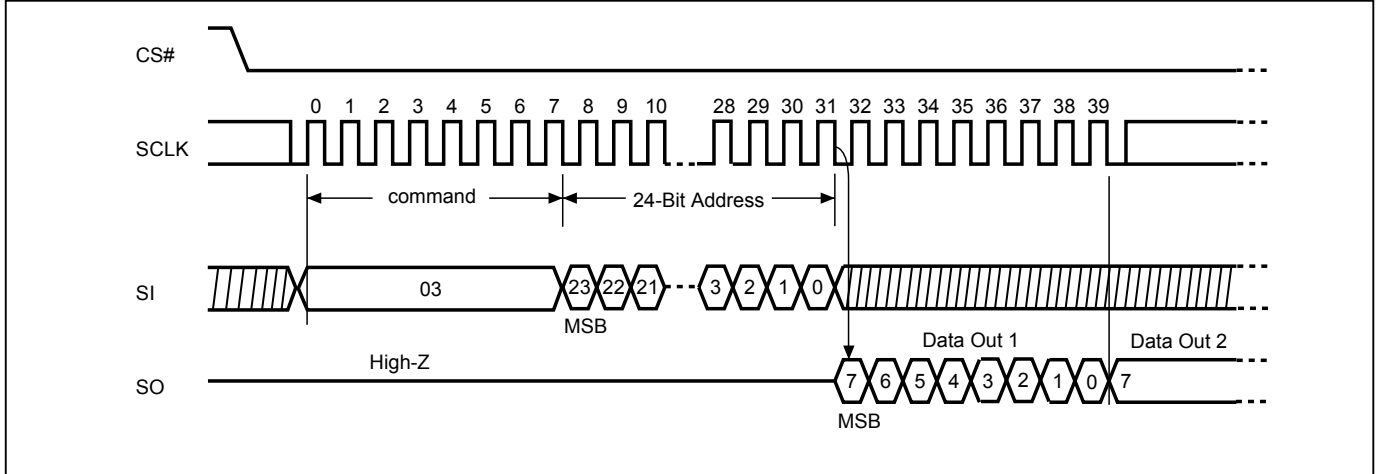 CS#
0 1 2 3 4 5 6 7 8 9 10 28 29 30 31 32 33 34 35 36 37 38 39
SCLK
command 24-Bit Address
SI 03 23 22 21 3 2 1 0
MSB
Data Out 1 Data Out 2
High-Z
SO 7 6 5 4 3 2 1 0 7
MSB